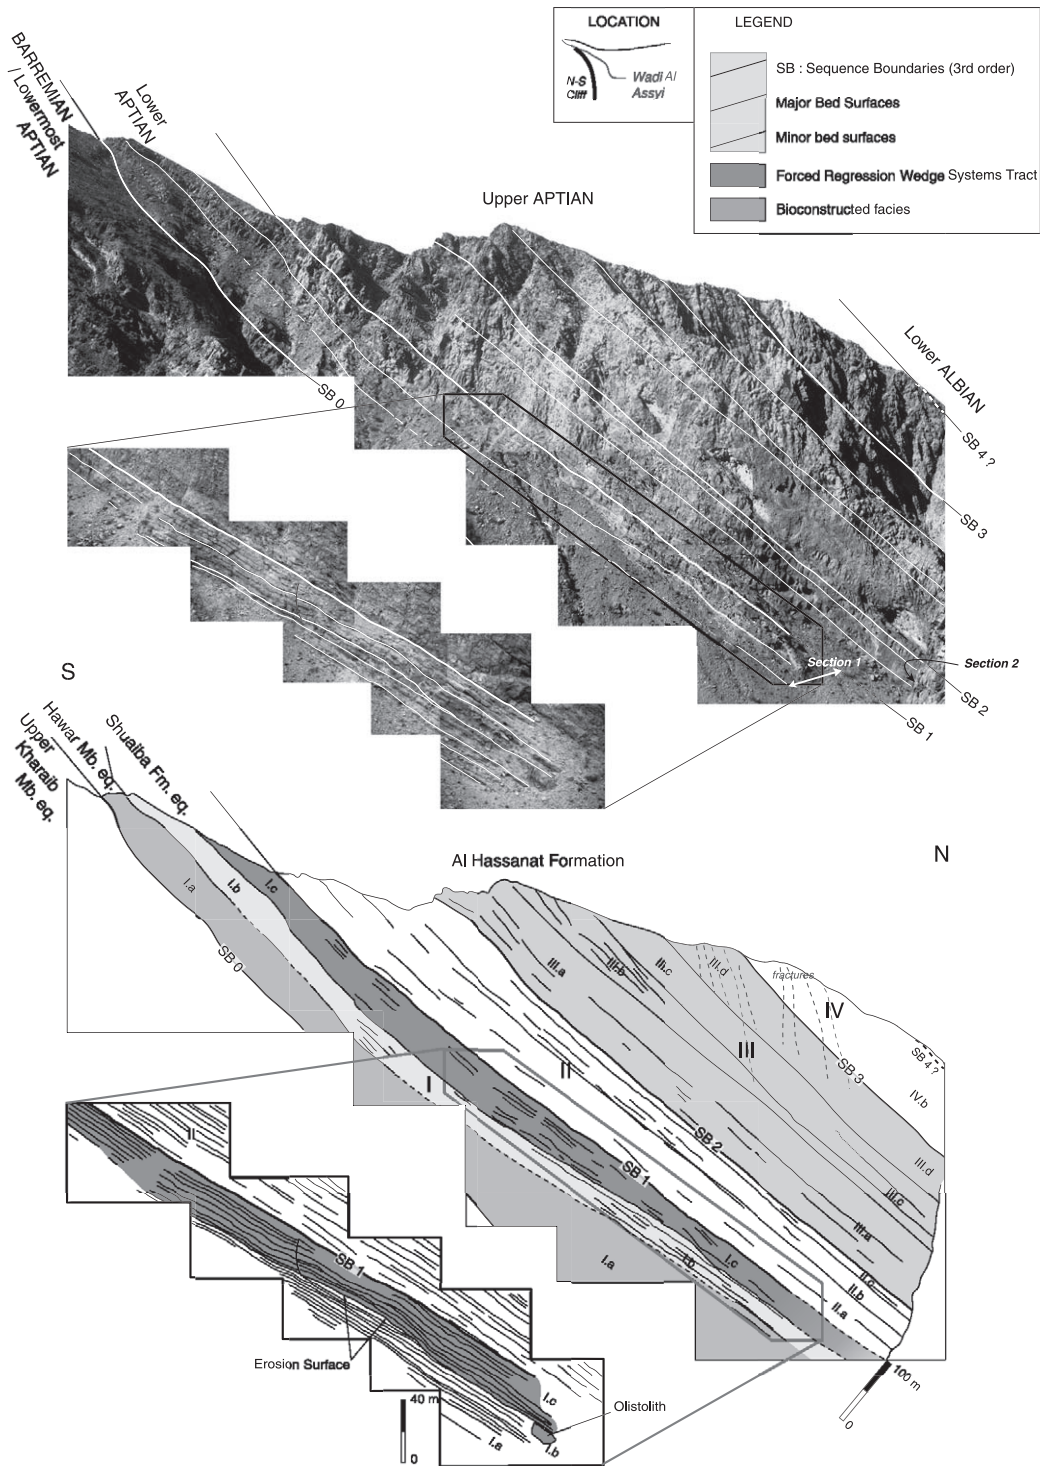 LOCATION
N-S
Cliff
Wadi Al
Assyi
LEGEND
SB : Sequence Boundaries (3rd order)
Major Bed Surfaces
Minor bed surfaces
Forced Regression Wedge Systems Tract
Bioconstructed facies
BARREMIAN
/ Lowermost
APTIAN
Lower
APTIAN
Upper APTIAN
Lower ALBIAN
SB 0
SB 4 ?
SB 3
Section 1
Section 2
SB 2
SB 1
S
N
Upper
Kharaib
Mb. eq.
Hawar Mb. eq.
Shuaiba Fm. eq.
Al Hassanat Formation
I.a
I.b
I.c
SB 0
III.a
III.b
III.c
III.d
fractures
IV
III
II
I
SB 3
SB 4 ?
IV.b
SB 2
SB 1
III.d
III.c
III.a
II.c
II.b
II.a
I.c
I.b
I.a
100 m
0
II
SB 1
Erosion Surface
40 m
0
I.c
Olistolith
I.b
I.a